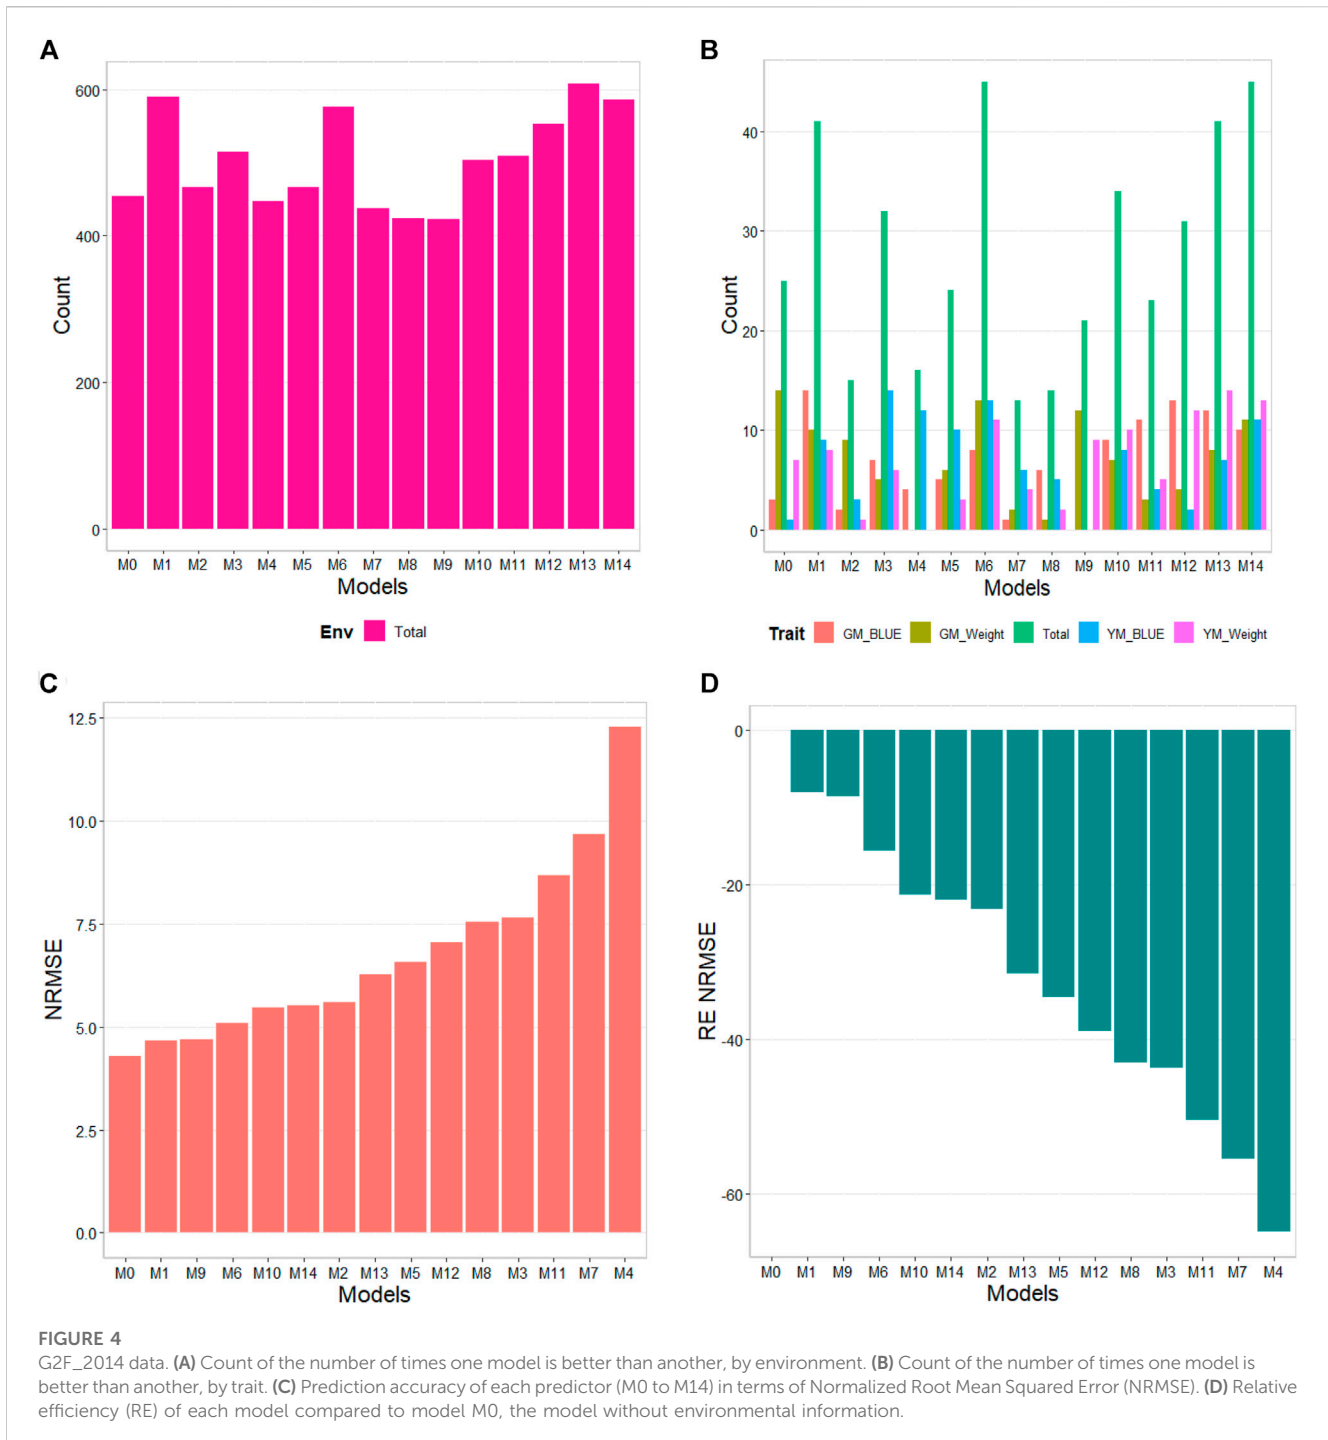 A
600
400
200
0
Count
M0 M1 M2 M3 M4 M5 M6 M7 M8 M9 M10 M11 M12 M13 M14
Models
Env Total
B
40
30
20
10
0
Count
M0 M1 M2 M3 M4 M5 M6 M7 M8 M9 M10 M11 M12 M13 M14
Models
Trait GM_BLUE GM_Weight Total YM_BLUE YM_Weight
C
12.5
10.0
7.5
5.0
2.5
0.0
NRMSE
M0 M1 M9 M6 M10 M14 M2 M13 M5 M12 M8 M3 M11 M7 M4
Models
D
0
-20
-40
-60
RE NRMSE
M0 M1 M9 M6 M10 M14 M2 M13 M5 M12 M8 M3 M11 M7 M4
Models
FIGURE 4
G2F_2014 data. (A) Count of the number of times one model is better than another, by environment. (B) Count of the number of times one model is
better than another, by trait. (C) Prediction accuracy of each predictor (M0 to M14) in terms of Normalized Root Mean Squared Error (NRMSE). (D) Relative
efficiency (RE) of each model compared to model M0, the model without environmental information.